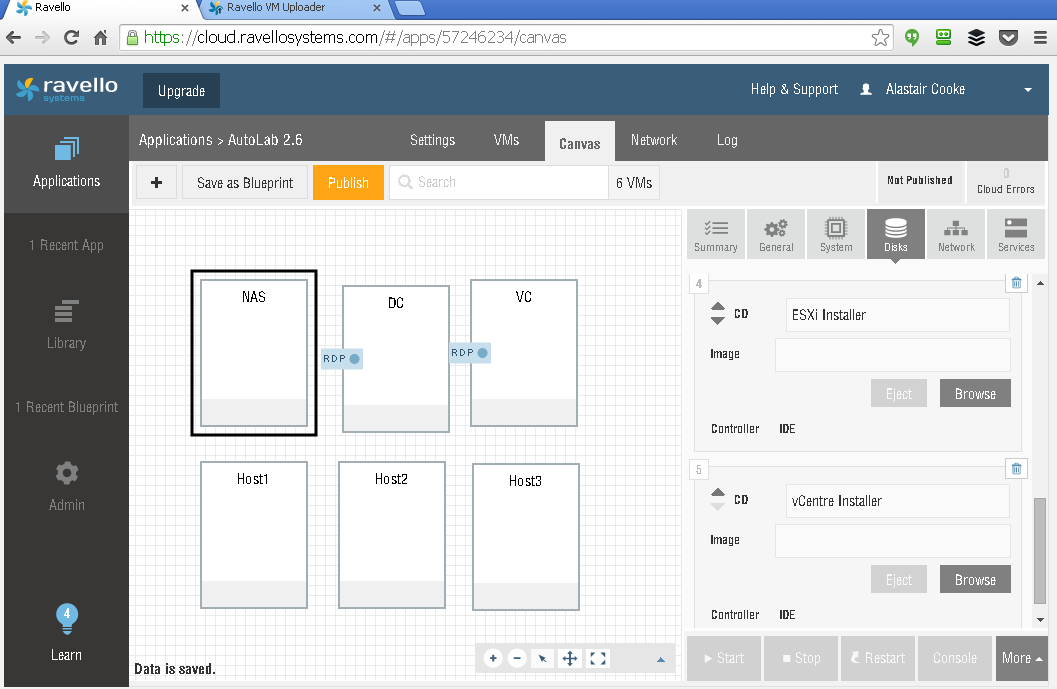 Ravello
Ravello VM Uploader
https://cloud.ravellosystems.com/#/apps/57246234/canvas
ravello
systems
Upgrade
Help & Support
Alastair Cooke
Applications > AutoLab 2.6
Settings
VMs
Canvas
Network
Log
Applications
1 Recent App
Library
1 Recent Blueprint
Admin
4
Learn
+
Save as Blueprint
Publish
Search
6 VMs
Not Published
0
Cloud Errors
NAS
DC
VC
RDP
RDP
Host1
Host2
Host3
Data is saved.
Summary
General
System
Disks
Network
Services
4
CD
ESXi Installer
Image
Eject
Browse
Controller IDE
5
CD
vCentre Installer
Image
Eject
Browse
Controller IDE
Start
Stop
Restart
Console
More